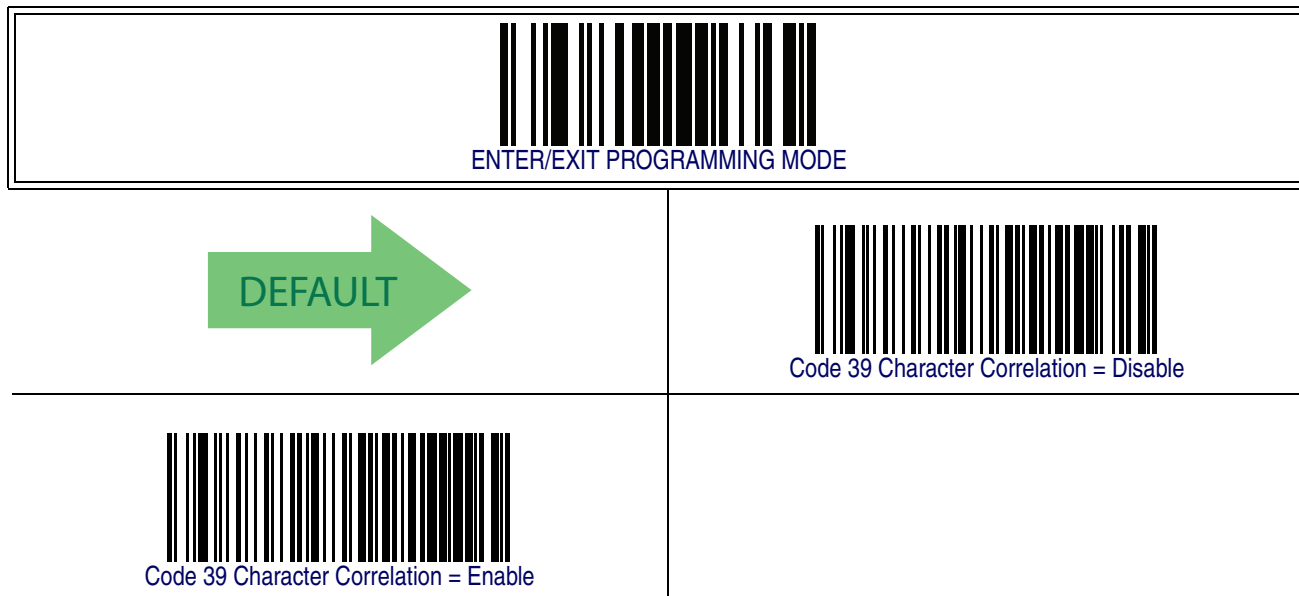 ENTER/EXIT PROGRAMMING MODE
DEFAULT
Code 39 Character Correlation = Disable
Code 39 Character Correlation = Enable